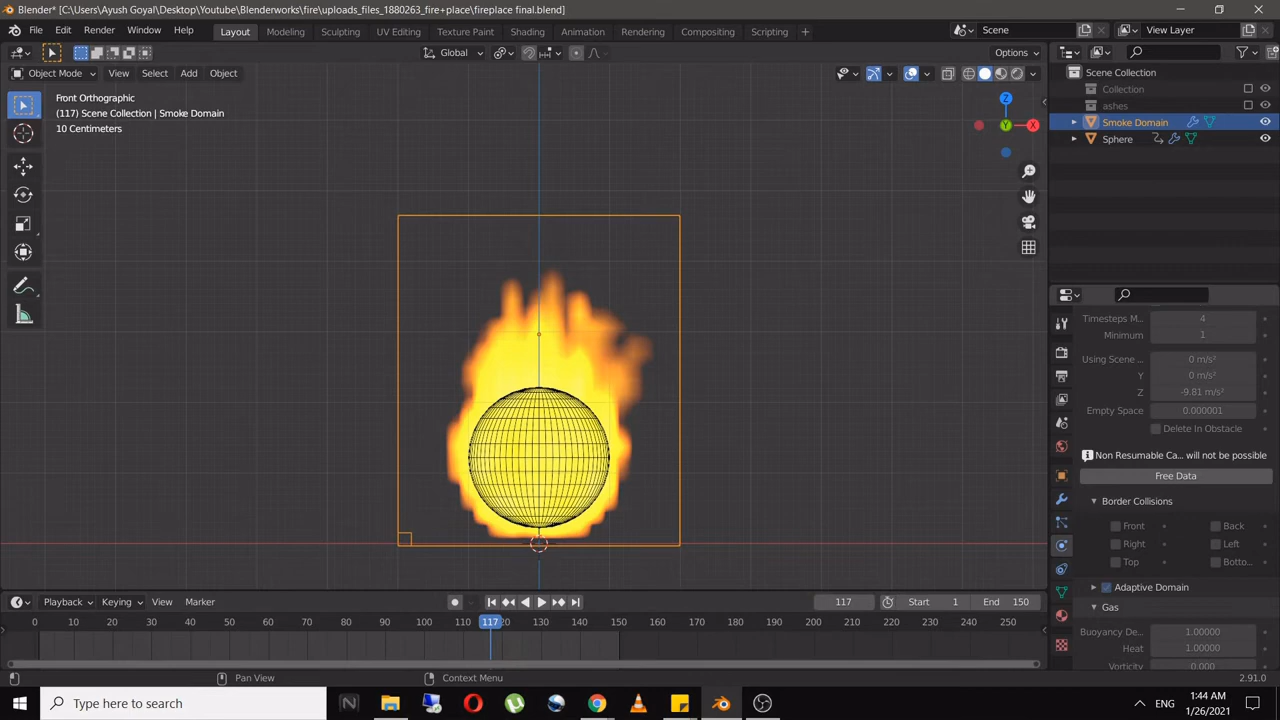 Blender* [C:\Users\Ayush Goyal\Desktop\Youtube\Blenderworks\fire\uploads_files_1880263_fire+place\fireplace final.blend]
File Edit Render Window Help Layout Modeling Sculpting UV Editing Texture Paint Shading Animation Rendering Compositing Scripting Scene View Layer
Global Options
Object Mode View Select Add Object
Front Orthographic
(117) Scene Collection | Smoke Domain
10 Centimeters
Z
Y
X
Scene Collection
Collection
ashes
Smoke Domain
Sphere
Timesteps M... 4
Minimum 1
Using Scene ... 0 m/s²
Y 0 m/s²
Z -9.81 m/s²
Empty Space 0.000001
Delete In Obstacle
Non Resumable Ca... will not be possible
Free Data
Border Collisions
Front Back
Right Left
Top Botto...
Adaptive Domain
Gas
Buoyancy De... 1.00000
Heat 1.00000
Vorticity 0.000
Playback Keying View Marker 117 Start 1 End 150
0 10 20 30 40 50 60 70 80 90 100 110 117 120 130 140 150 160 170 180 190 200 210 220 230 240 250
Pan View Context Menu 2.91.0
Type here to search
ENG
1:44 AM
1/26/2021